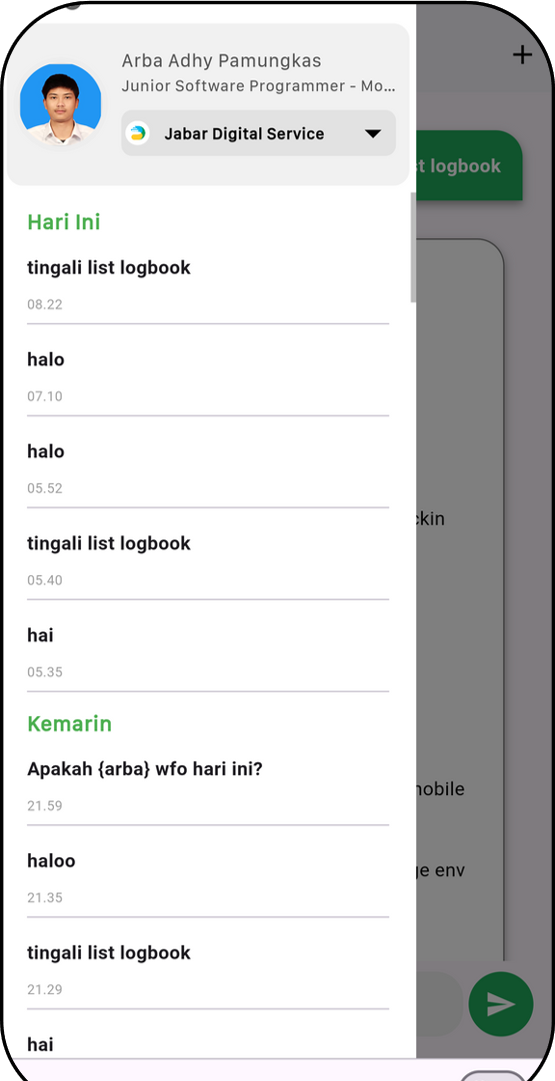 Arba Adhy Pamungkas
Junior Software Programmer - Mo...
Jabar Digital Service
st logbook
Hari Ini
tingali list logbook
08.22
halo
07.10
halo
05.52
ckin
tingali list logbook
05.40
hai
05.35
Kemarin
Apakah {arba} wfo hari ini?
nobile
21.59
haloo
ge env
21.35
tingali list logbook
21.29
hai